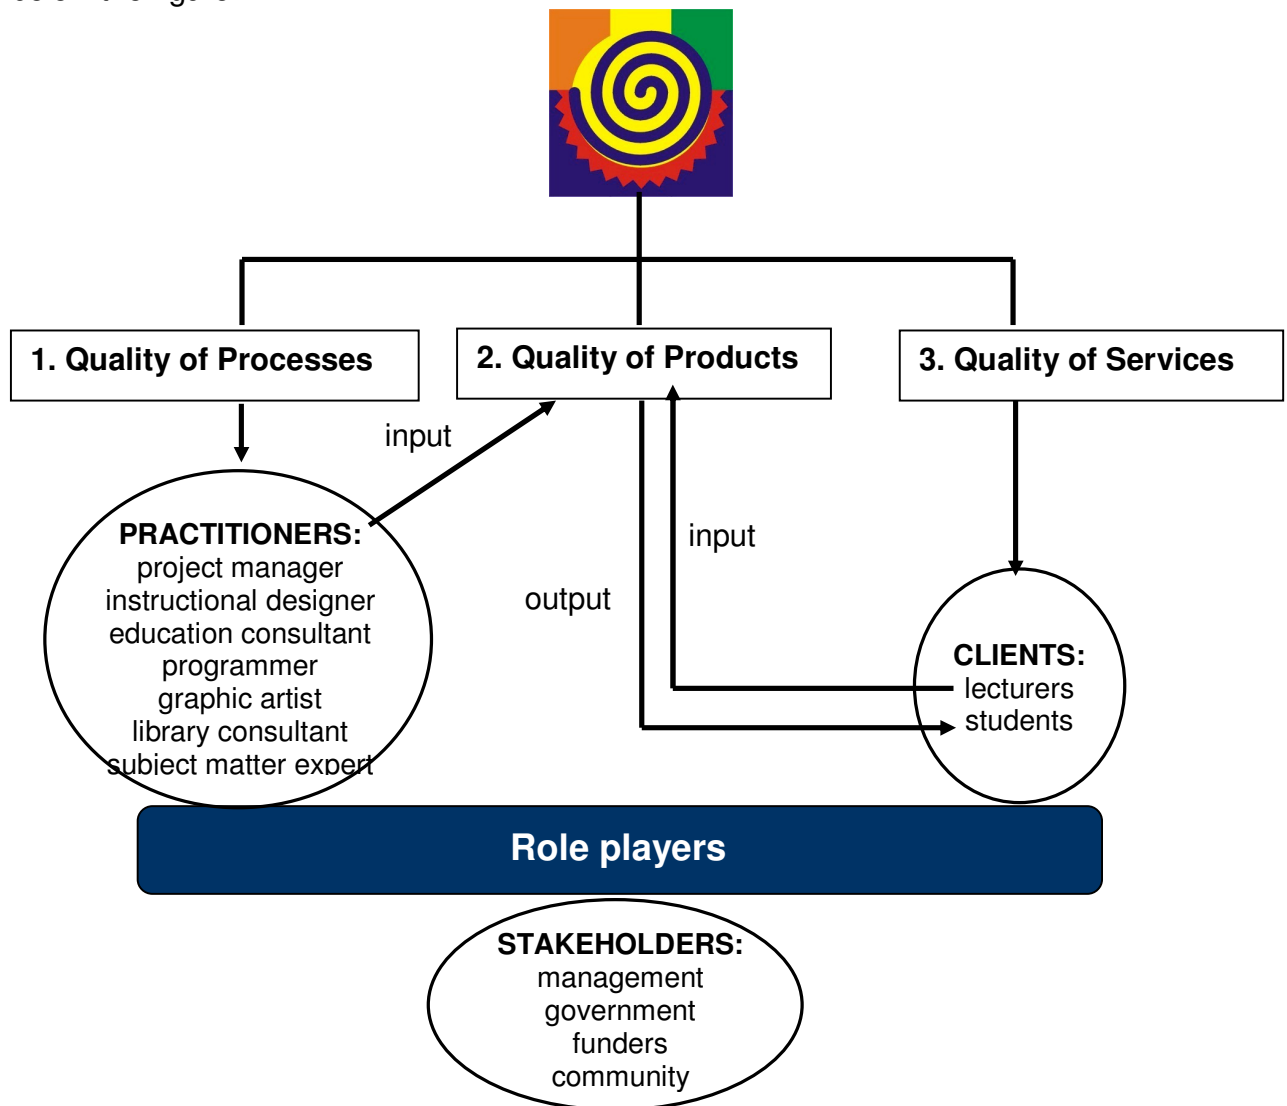 1. Quality of Processes
2. Quality of Products
3. Quality of Services
input
PRACTITIONERS:
project manager
instructional designer
education consultant
programmer
graphic artist
library consultant
subject matter expert
input
output
CLIENTS:
lecturers
students
Role players
STAKEHOLDERS:
management
government
funders
community